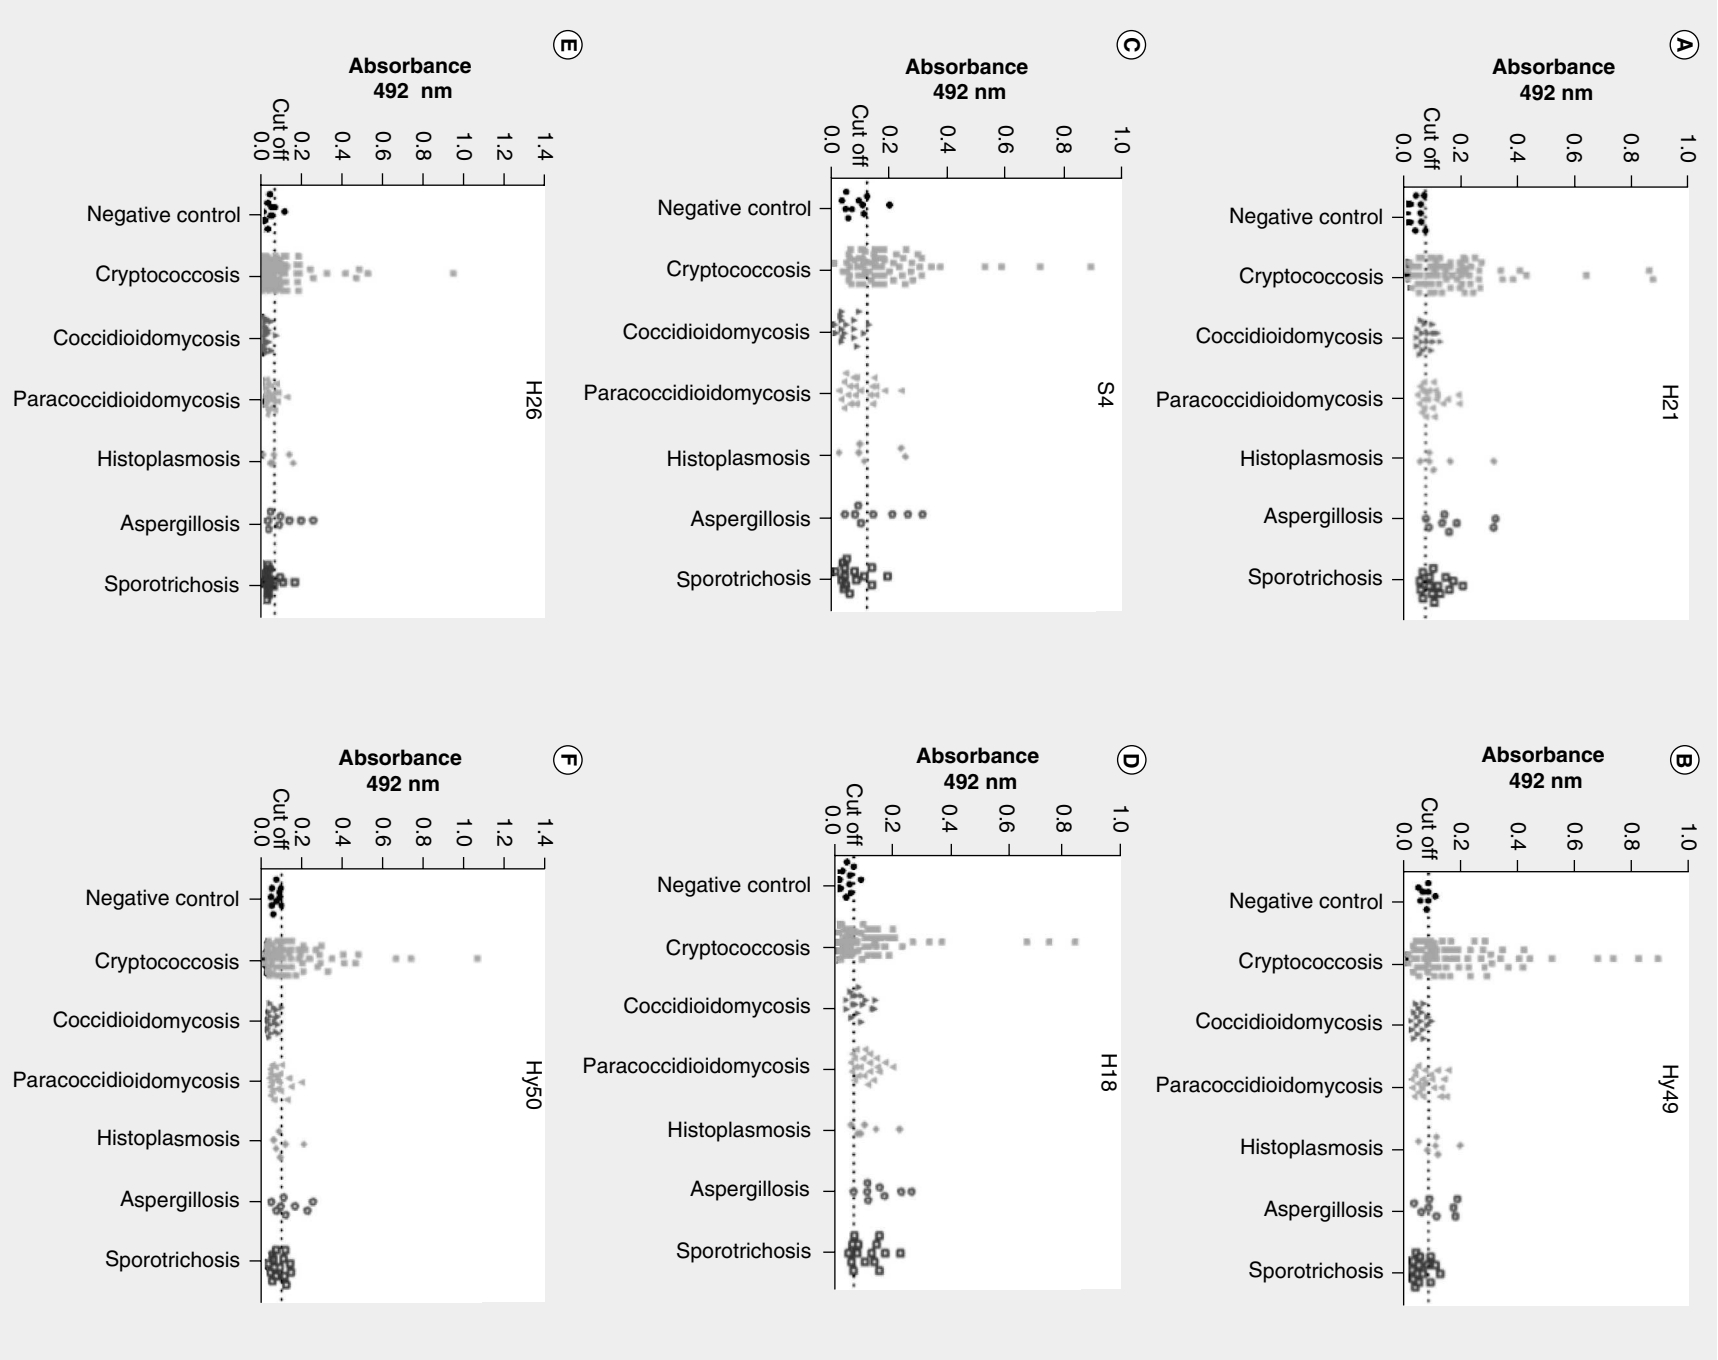 A
Absorbance
492 nm
Cut off
0.0
0.2
0.4
0.6
0.8
1.0
Negative control
Cryptococcosis
Coccidioidomycosis
Paracoccidioidomycosis
Histoplasmosis
Aspergillosis
Sporotrichosis
H21
B
Absorbance
492 nm
Cut off
0.0
0.2
0.4
0.6
0.8
1.0
Negative control
Cryptococcosis
Coccidioidomycosis
Paracoccidioidomycosis
Histoplasmosis
Aspergillosis
Sporotrichosis
Hy49
C
Absorbance
492 nm
Cut off
0.0
0.2
0.4
0.6
0.8
1.0
Negative control
Cryptococcosis
Coccidioidomycosis
Paracoccidioidomycosis
Histoplasmosis
Aspergillosis
Sporotrichosis
S4
D
Absorbance
492 nm
Cut off
0.0
0.2
0.4
0.6
0.8
1.0
Negative control
Cryptococcosis
Coccidioidomycosis
Paracoccidioidomycosis
Histoplasmosis
Aspergillosis
Sporotrichosis
H18
E
Absorbance
492 nm
Cut off
0.0
0.2
0.4
0.6
0.8
1.0
1.2
1.4
Negative control
Cryptococcosis
Coccidioidomycosis
Paracoccidioidomycosis
Histoplasmosis
Aspergillosis
Sporotrichosis
H26
F
Absorbance
492 nm
Cut off
0.0
0.2
0.4
0.6
0.8
1.0
1.2
1.4
Negative control
Cryptococcosis
Coccidioidomycosis
Paracoccidioidomycosis
Histoplasmosis
Aspergillosis
Sporotrichosis
Hy50